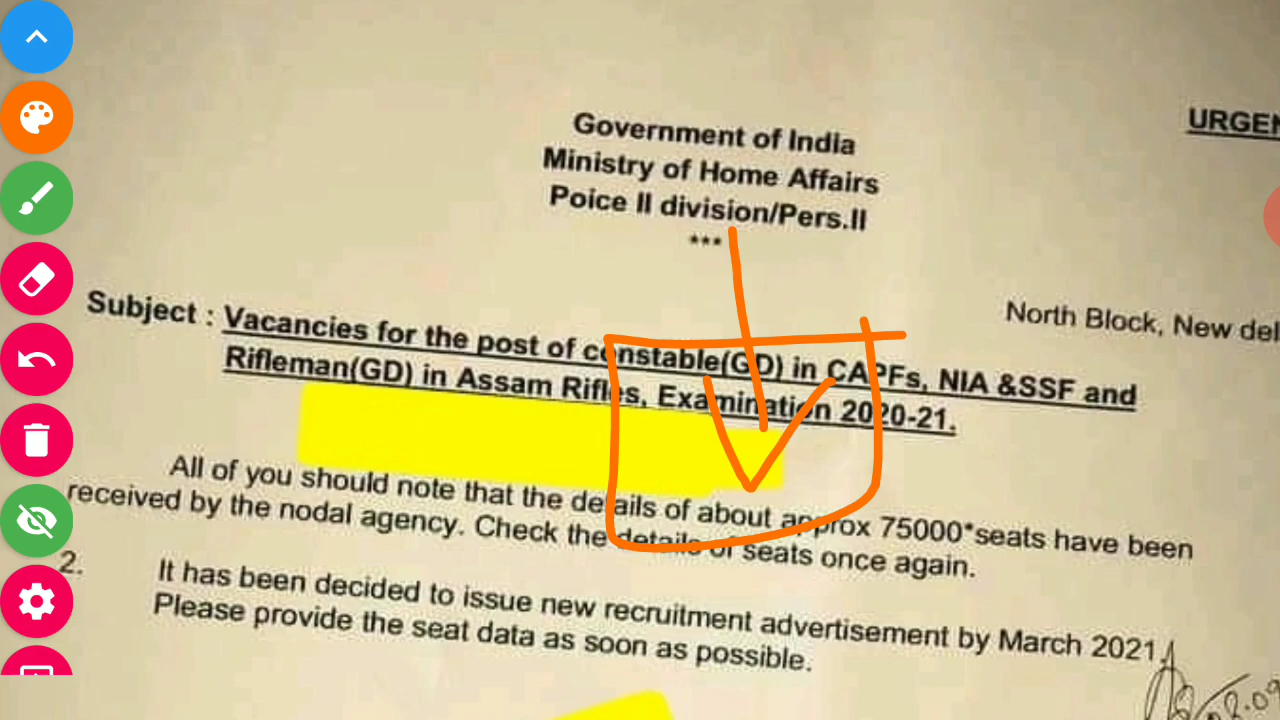 URGEN
Government of India
Ministry of Home Affairs
Poice II division/Pers.II
***
North Block, New del
Subject : Vacancies for the post of constable(GD) in CAPFs, NIA &SSF and
Rifleman(GD) in Assam Rifles, Examination 2020-21.
All of you should note that the details of about approx 75000*seats have been
received by the nodal agency. Check the details of seats once again.
2. It has been decided to issue new recruitment advertisement by March 2021.
Please provide the seat data as soon as possible.